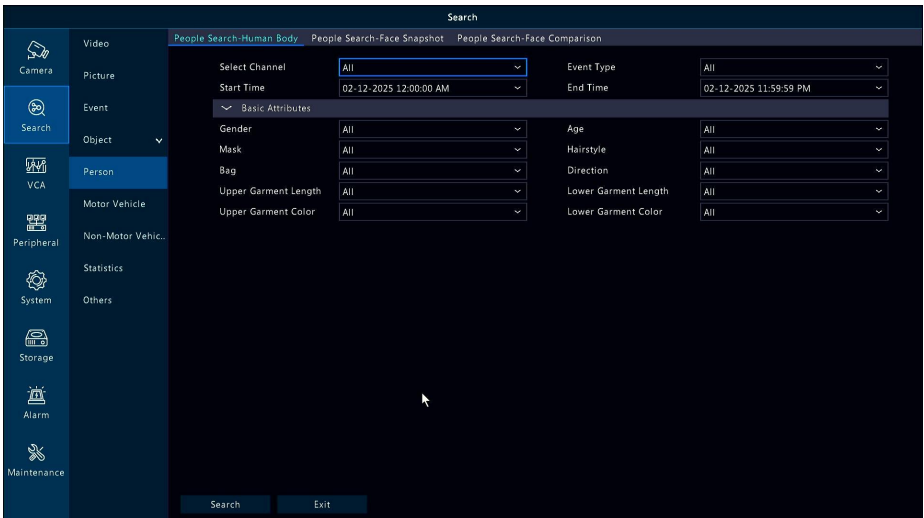 Search
Camera
Search
VCA
Peripheral
System
Storage
Alarm
Maintenance
Video
Picture
Event
Object
Person
Motor Vehicle
Non-Motor Vehic..
Statistics
Others
People Search-Human Body People Search-Face Snapshot People Search-Face Comparison
Select Channel All Event Type All
Start Time 02-12-2025 12:00:00 AM End Time 02-12-2025 11:59:59 PM
Basic Attributes
Gender All Age All
Mask All Hairstyle All
Bag All Direction All
Upper Garment Length All Lower Garment Length All
Upper Garment Color All Lower Garment Color All
Search Exit